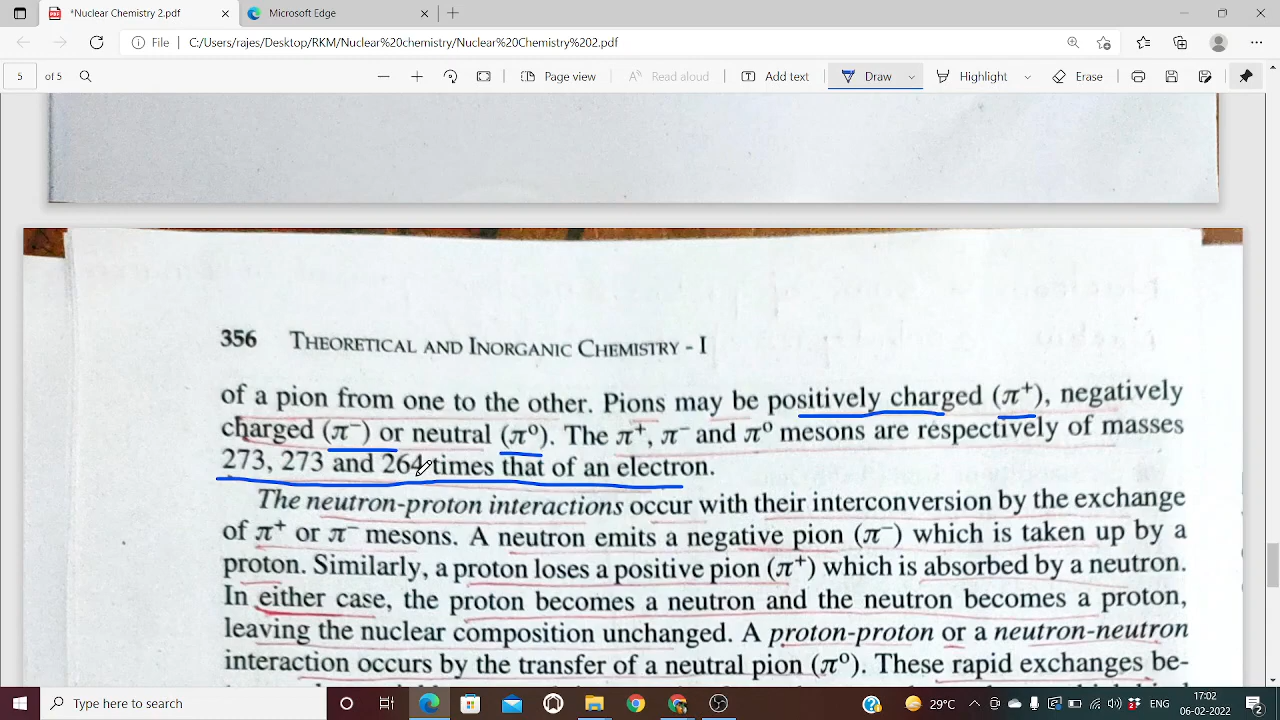 *Nuclear Chemistry 2.pdf
Microsoft Edge
File
C:/Users/rajes/Desktop/RKM/Nuclear%20chemistry/Nuclear%20Chemistry%202.pdf
5 of 5
Page view
Read aloud
Add text
Draw
Highlight
Erase
356 THEORETICAL AND INORGANIC CHEMISTRY - I
of a pion from one to the other. Pions may be positively charged (π⁺), negatively
charged (π⁻) or neutral (π⁰). The π⁺, π⁻ and π⁰ mesons are respectively of masses
273, 273 and 264 times that of an electron.
The neutron-proton interactions occur with their interconversion by the exchange
of π⁺ or π⁻ mesons. A neutron emits a negative pion (π⁻) which is taken up by a
proton. Similarly, a proton loses a positive pion (π⁺) which is absorbed by a neutron.
In either case, the proton becomes a neutron and the neutron becomes a proton,
leaving the nuclear composition unchanged. A proton-proton or a neutron-neutron
interaction occurs by the transfer of a neutral pion (π⁰). These rapid exchanges be-
Type here to search
29°C
ENG
17:02
06-02-2022
2